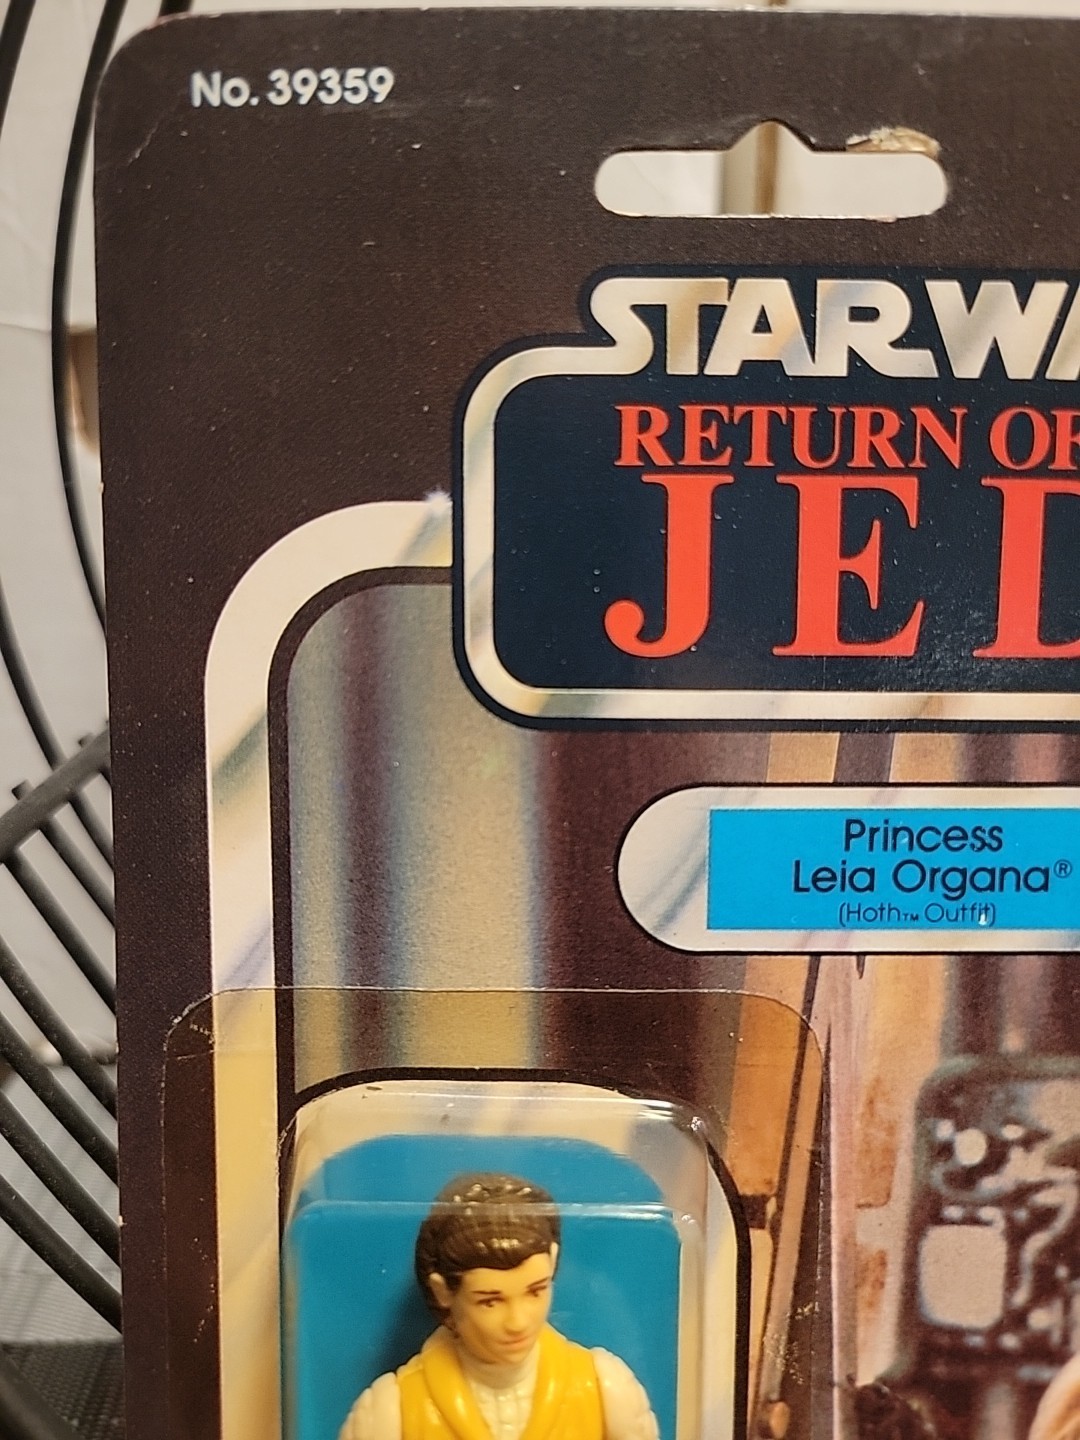 No. 39359
STAR WA
RETURN OF
JED
Princess
Leia Organa®
(Hoth™ Outfit)